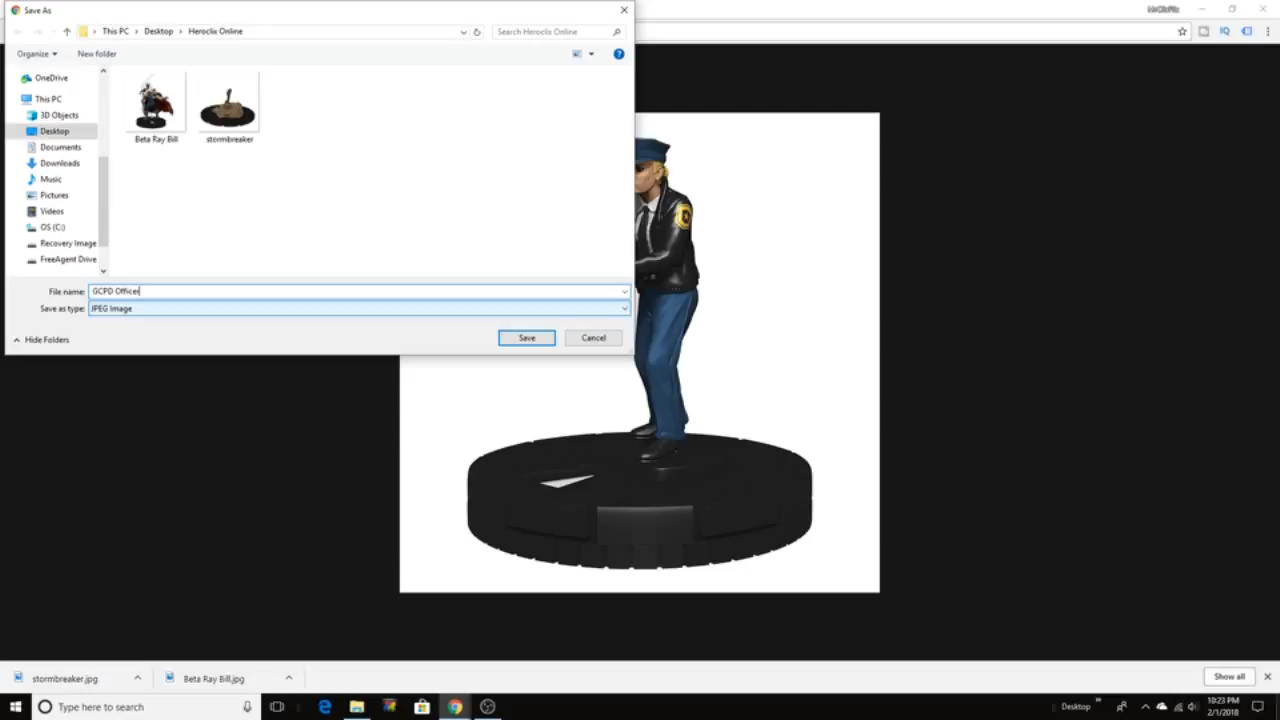 Save As
This PC
Desktop
Heroclix Online
Search Heroclix Online
Organize
New folder
OneDrive
This PC
3D Objects
Desktop
Documents
Downloads
Music
Pictures
Videos
OS (C:)
Recovery Image
FreeAgent Drive
Beta Ray Bill
stormbreaker
File name: GCPD Officer
Save as type: JPEG Image
Hide Folders
Save
Cancel
IQ
stormbreaker.jpg
Beta Ray Bill.jpg
Show all
Type here to search
Desktop
10:23 PM
2/1/2018